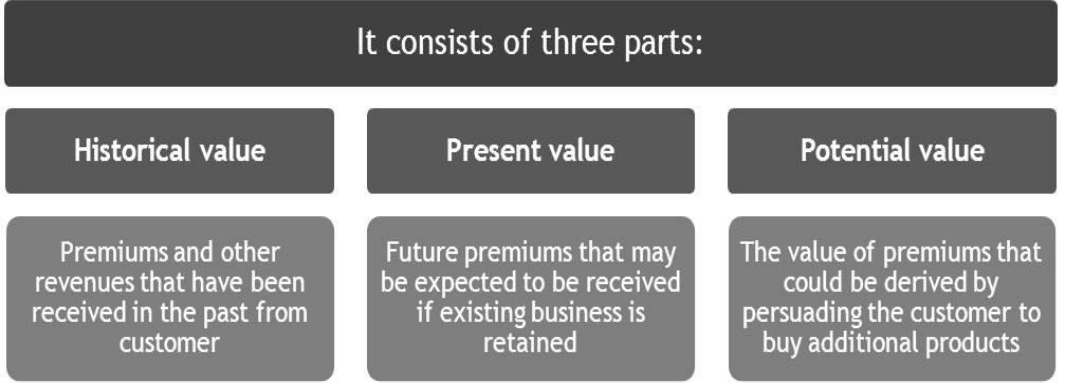 It consists of three parts:
Historical value
Present value
Potential value
Premiums and other
revenues that have been
received in the past from
customer
Future premiums that may
be expected to be received
if existing business is
retained
The value of premiums that
could be derived by
persuading the customer to
buy additional products